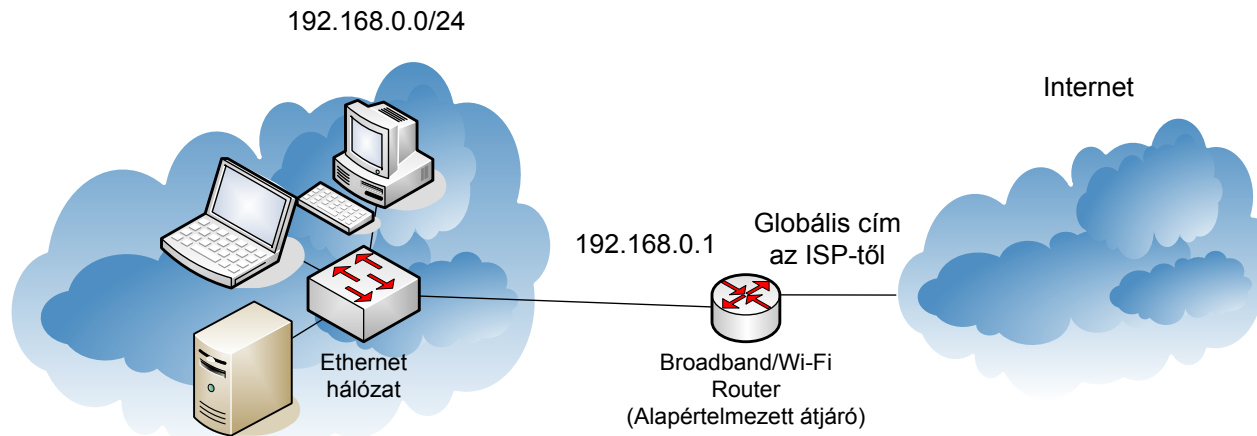 192.168.0.0/24
Internet
Globális cím
az ISP-től
192.168.0.1
Ethernet
hálózat
Broadband/Wi-Fi
Router
(Alapértelmezett átjáró)